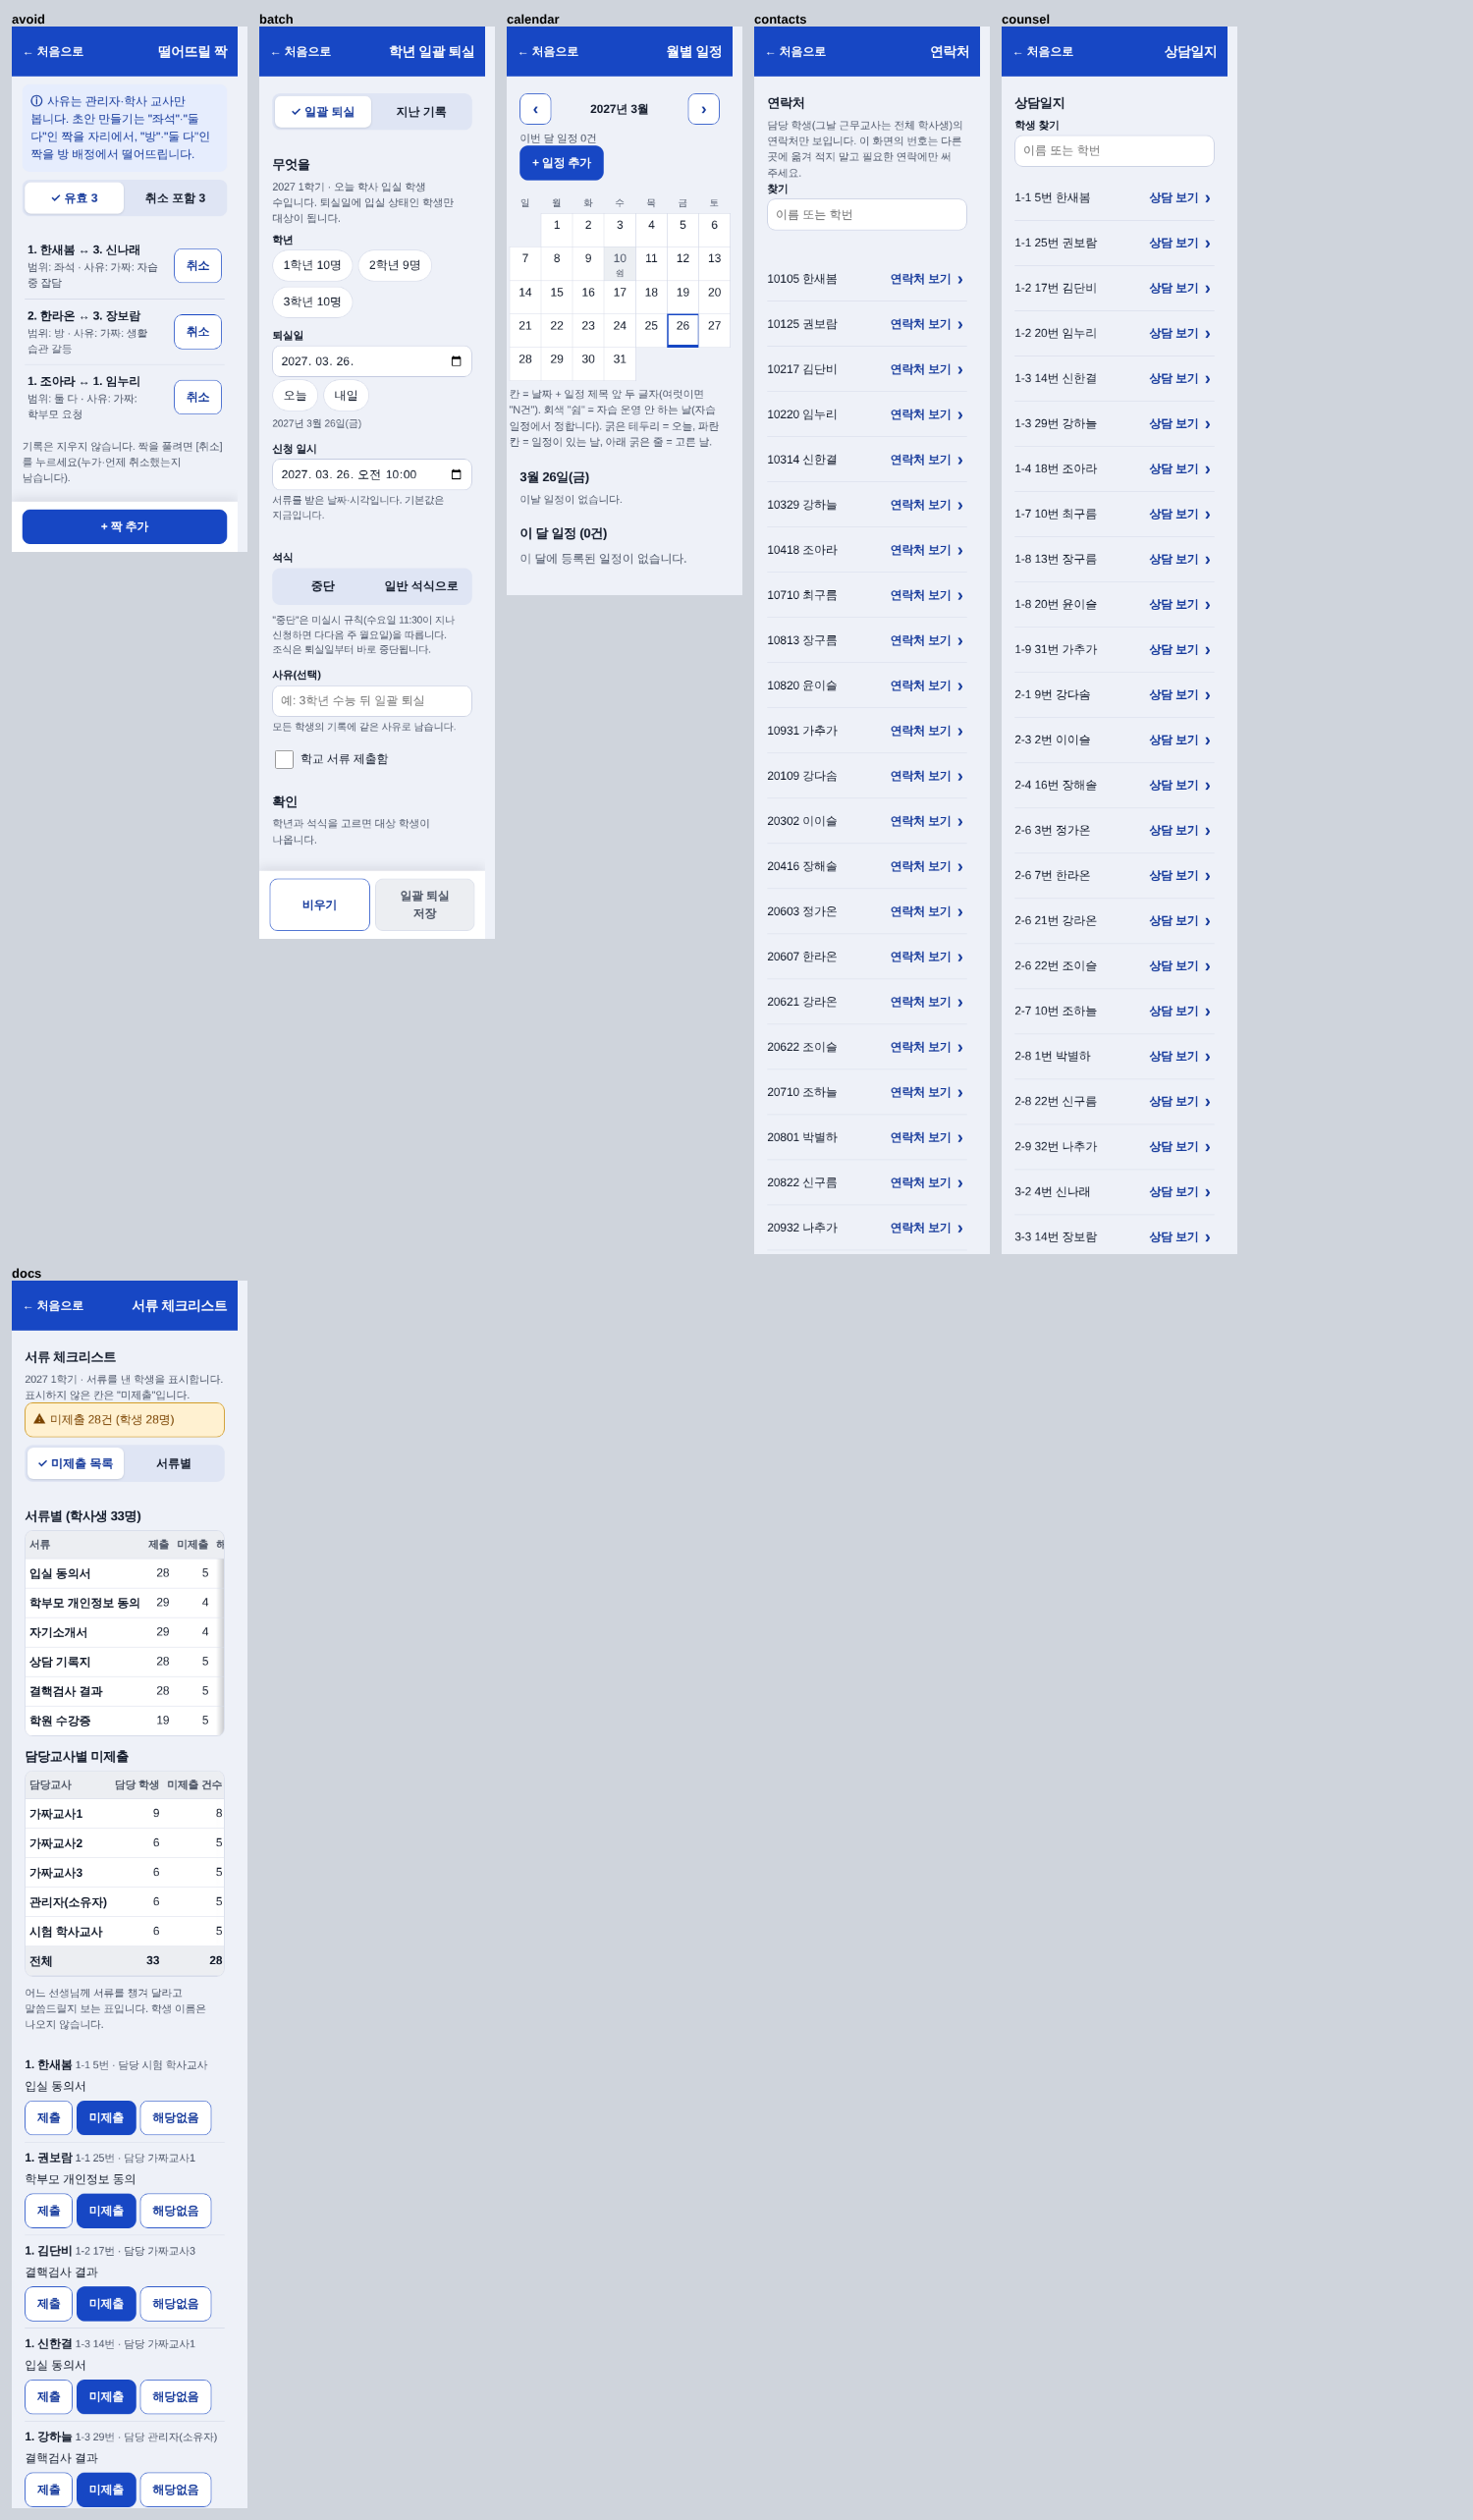 avoid
← 처음으로 떨어뜨릴 짝
ⓘ 사유는 관리자·학사 교사만
봅니다. 초안 만들기는 "좌석"·"둘
다"인 짝을 자리에서, "방"·"둘 다"인
짝을 방 배정에서 떨어뜨립니다.
✓ 유효 3 취소 포함 3
1. 한새봄 ↔ 3. 신나래
범위: 좌석 · 사유: 가짜: 자습
중 잡담
취소
2. 한라온 ↔ 3. 장보람
범위: 방 · 사유: 가짜: 생활
습관 갈등
취소
1. 조아라 ↔ 1. 임누리
범위: 둘 다 · 사유: 가짜:
학부모 요청
취소
기록은 지우지 않습니다. 짝을 풀려면 [취소]
를 누르세요(누가·언제 취소했는지
남습니다).
+ 짝 추가
batch
← 처음으로 학년 일괄 퇴실
✓ 일괄 퇴실 지난 기록
무엇을
2027 1학기 · 오늘 학사 입실 학생
수입니다. 퇴실일에 입실 상태인 학생만
대상이 됩니다.
학년
1학년 10명 2학년 9명
3학년 10명
퇴실일
2027. 03. 26.
오늘 내일
2027년 3월 26일(금)
신청 일시
2027. 03. 26. 오전 10:00
서류를 받은 날짜·시각입니다. 기본값은
지금입니다.
석식
중단 일반 석식으로
"중단"은 미실시 규칙(수요일 11:30이 지나
신청하면 다다음 주 월요일)을 따릅니다.
조식은 퇴실일부터 바로 중단됩니다.
사유(선택)
예: 3학년 수능 뒤 일괄 퇴실
모든 학생의 기록에 같은 사유로 남습니다.
학교 서류 제출함
확인
학년과 석식을 고르면 대상 학생이
나옵니다.
비우기 일괄 퇴실
저장
calendar
← 처음으로 월별 일정
‹ 2027년 3월 ›
이번 달 일정 0건
+ 일정 추가
일 월 화 수 목 금 토
1 2 3 4 5 6
7 8 9 10 11 12 13
쉼
14 15 16 17 18 19 20
21 22 23 24 25 26 27
28 29 30 31
칸 = 날짜 + 일정 제목 앞 두 글자(여럿이면
"N건"). 회색 "쉼" = 자습 운영 안 하는 날(자습
일정에서 정합니다). 굵은 테두리 = 오늘, 파란
칸 = 일정이 있는 날, 아래 굵은 줄 = 고른 날.
3월 26일(금)
이날 일정이 없습니다.
이 달 일정 (0건)
이 달에 등록된 일정이 없습니다.
contacts
← 처음으로 연락처
연락처
담당 학생(그날 근무교사는 전체 학사생)의
연락처만 보입니다. 이 화면의 번호는 다른
곳에 옮겨 적지 말고 필요한 연락에만 써
주세요.
찾기
이름 또는 학번
10105 한새봄 연락처 보기 ›
10125 권보람 연락처 보기 ›
10217 김단비 연락처 보기 ›
10220 임누리 연락처 보기 ›
10314 신한결 연락처 보기 ›
10329 강하늘 연락처 보기 ›
10418 조아라 연락처 보기 ›
10710 최구름 연락처 보기 ›
10813 장구름 연락처 보기 ›
10820 윤이슬 연락처 보기 ›
10931 가추가 연락처 보기 ›
20109 강다솜 연락처 보기 ›
20302 이이슬 연락처 보기 ›
20416 장해솔 연락처 보기 ›
20603 정가온 연락처 보기 ›
20607 한라온 연락처 보기 ›
20621 강라온 연락처 보기 ›
20622 조이슬 연락처 보기 ›
20710 조하늘 연락처 보기 ›
20801 박별하 연락처 보기 ›
20822 신구름 연락처 보기 ›
20932 나추가 연락처 보기 ›
counsel
← 처음으로 상담일지
상담일지
학생 찾기
이름 또는 학번
1-1 5번 한새봄 상담 보기 ›
1-1 25번 권보람 상담 보기 ›
1-2 17번 김단비 상담 보기 ›
1-2 20번 임누리 상담 보기 ›
1-3 14번 신한결 상담 보기 ›
1-3 29번 강하늘 상담 보기 ›
1-4 18번 조아라 상담 보기 ›
1-7 10번 최구름 상담 보기 ›
1-8 13번 장구름 상담 보기 ›
1-8 20번 윤이슬 상담 보기 ›
1-9 31번 가추가 상담 보기 ›
2-1 9번 강다솜 상담 보기 ›
2-3 2번 이이슬 상담 보기 ›
2-4 16번 장해솔 상담 보기 ›
2-6 3번 정가온 상담 보기 ›
2-6 7번 한라온 상담 보기 ›
2-6 21번 강라온 상담 보기 ›
2-6 22번 조이슬 상담 보기 ›
2-7 10번 조하늘 상담 보기 ›
2-8 1번 박별하 상담 보기 ›
2-8 22번 신구름 상담 보기 ›
2-9 32번 나추가 상담 보기 ›
3-2 4번 신나래 상담 보기 ›
3-3 14번 장보람 상담 보기 ›
docs
← 처음으로 서류 체크리스트
서류 체크리스트
2027 1학기 · 서류를 낸 학생을 표시합니다.
표시하지 않은 칸은 "미제출"입니다.
미제출 28건 (학생 28명)
✓ 미제출 목록 서류별
서류별 (학사생 33명)
서류 제출 미제출
입실 동의서 28 5
학부모 개인정보 동의 29 4
자기소개서 29 4
상담 기록지 28 5
결핵검사 결과 28 5
학원 수강증 19 5
담당교사별 미제출
담당교사 담당 학생 미제출 건수
가짜교사1 9 8
가짜교사2 6 5
가짜교사3 6 5
관리자(소유자) 6 5
시험 학사교사 6 5
전체 33 28
어느 선생님께 서류를 챙겨 달라고
말씀드릴지 보는 표입니다. 학생 이름은
나오지 않습니다.
1. 한새봄 1-1 5번 · 담당 시험 학사교사
입실 동의서
제출 미제출 해당없음
1. 권보람 1-1 25번 · 담당 가짜교사1
학부모 개인정보 동의
제출 미제출 해당없음
1. 김단비 1-2 17번 · 담당 가짜교사3
결핵검사 결과
제출 미제출 해당없음
1. 신한결 1-3 14번 · 담당 가짜교사1
입실 동의서
제출 미제출 해당없음
1. 강하늘 1-3 29번 · 담당 관리자(소유자)
결핵검사 결과
제출 미제출 해당없음